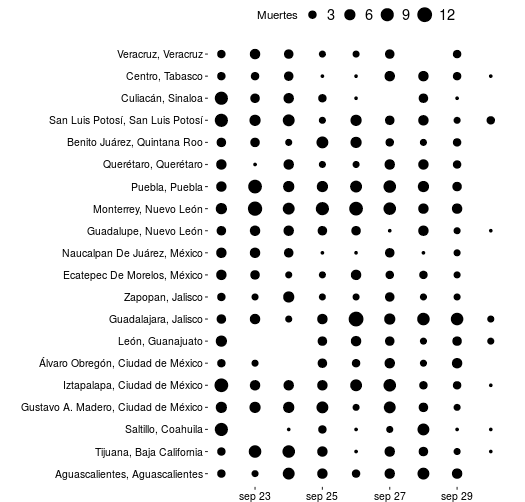 Muertes 3 6 9 12
Veracruz, Veracruz
Centro, Tabasco
Culiacán, Sinaloa
San Luis Potosí, San Luis Potosí
Benito Juárez, Quintana Roo
Querétaro, Querétaro
Puebla, Puebla
Monterrey, Nuevo León
Guadalupe, Nuevo León
Naucalpan De Juárez, México
Ecatepec De Morelos, México
Zapopan, Jalisco
Guadalajara, Jalisco
León, Guanajuato
Álvaro Obregón, Ciudad de México
Iztapalapa, Ciudad de México
Gustavo A. Madero, Ciudad de México
Saltillo, Coahuila
Tijuana, Baja California
Aguascalientes, Aguascalientes
sep 23 sep 25 sep 27 sep 29